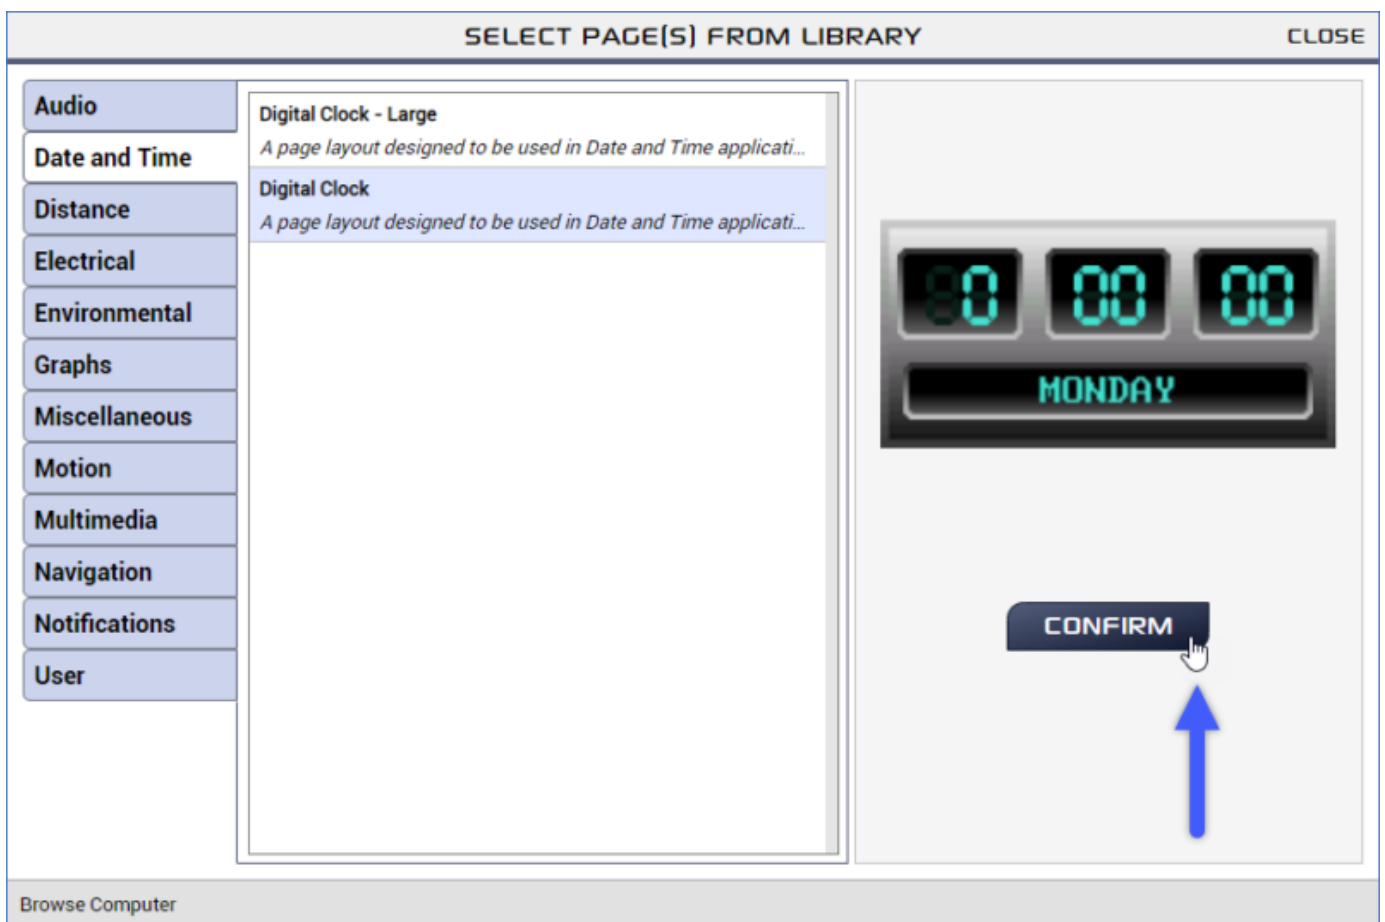 SELECT PAGE(S) FROM LIBRARY
CLOSE
Audio
Date and Time
Distance
Electrical
Environmental
Graphs
Miscellaneous
Motion
Multimedia
Navigation
Notifications
User
Digital Clock - Large
A page layout designed to be used in Date and Time applicati...
Digital Clock
A page layout designed to be used in Date and Time applicati...
0 00 00
MONDAY
CONFIRM
Browse Computer